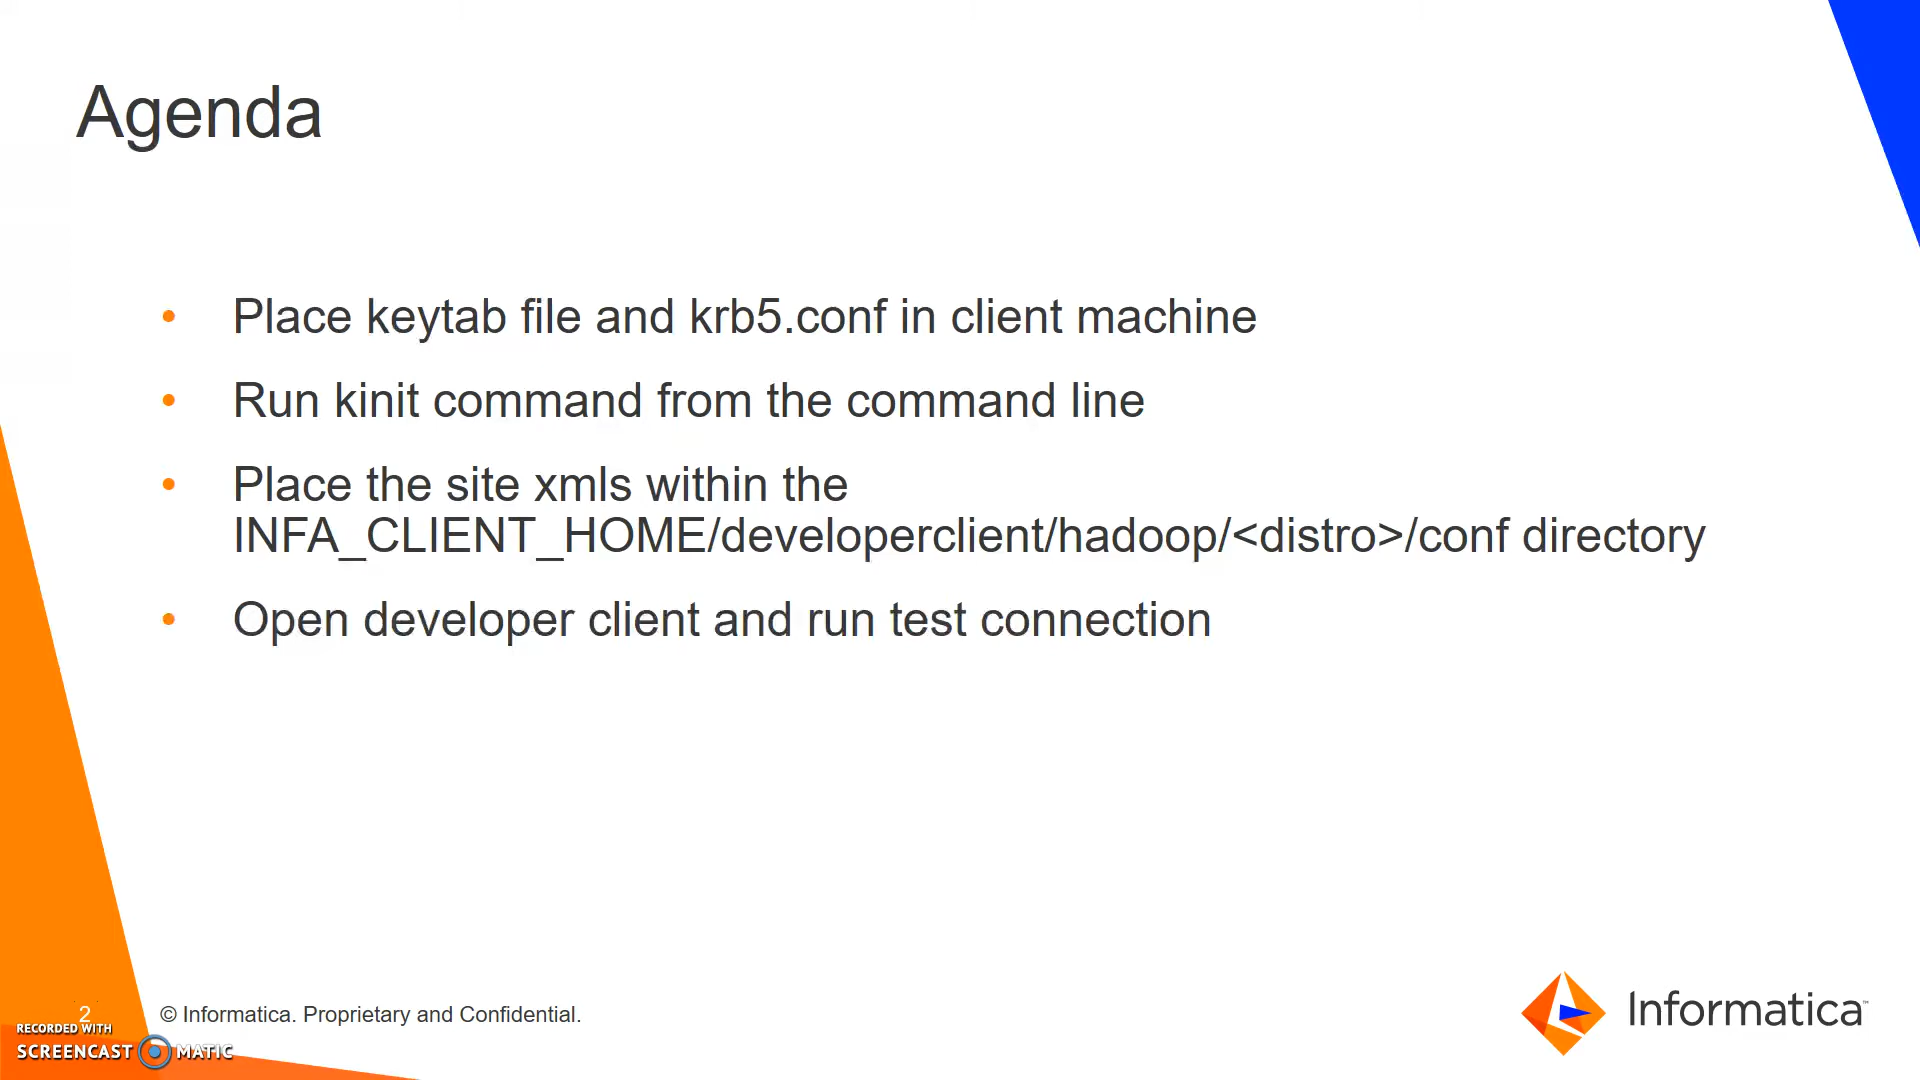 Agenda
• Place keytab file and krb5.conf in client machine
• Run kinit command from the command line
• Place the site xmls within the
INFA_CLIENT_HOME/developerclient/hadoop/<distro>/conf directory
• Open developer client and run test connection
2
© Informatica. Proprietary and Confidential.
RECORDED WITH
SCREENCAST MATIC
Informatica™